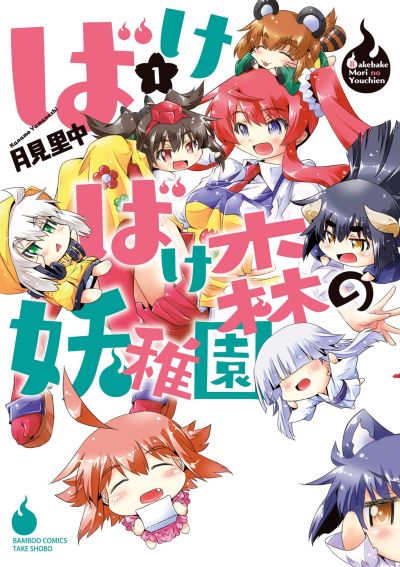 ばけ
ばけ森の
妖稚園
1
月見里中
Kaname Yamanashi
Bakebake
Mori no
Youchien
BAMBOO COMICS
TAKE SHOBO